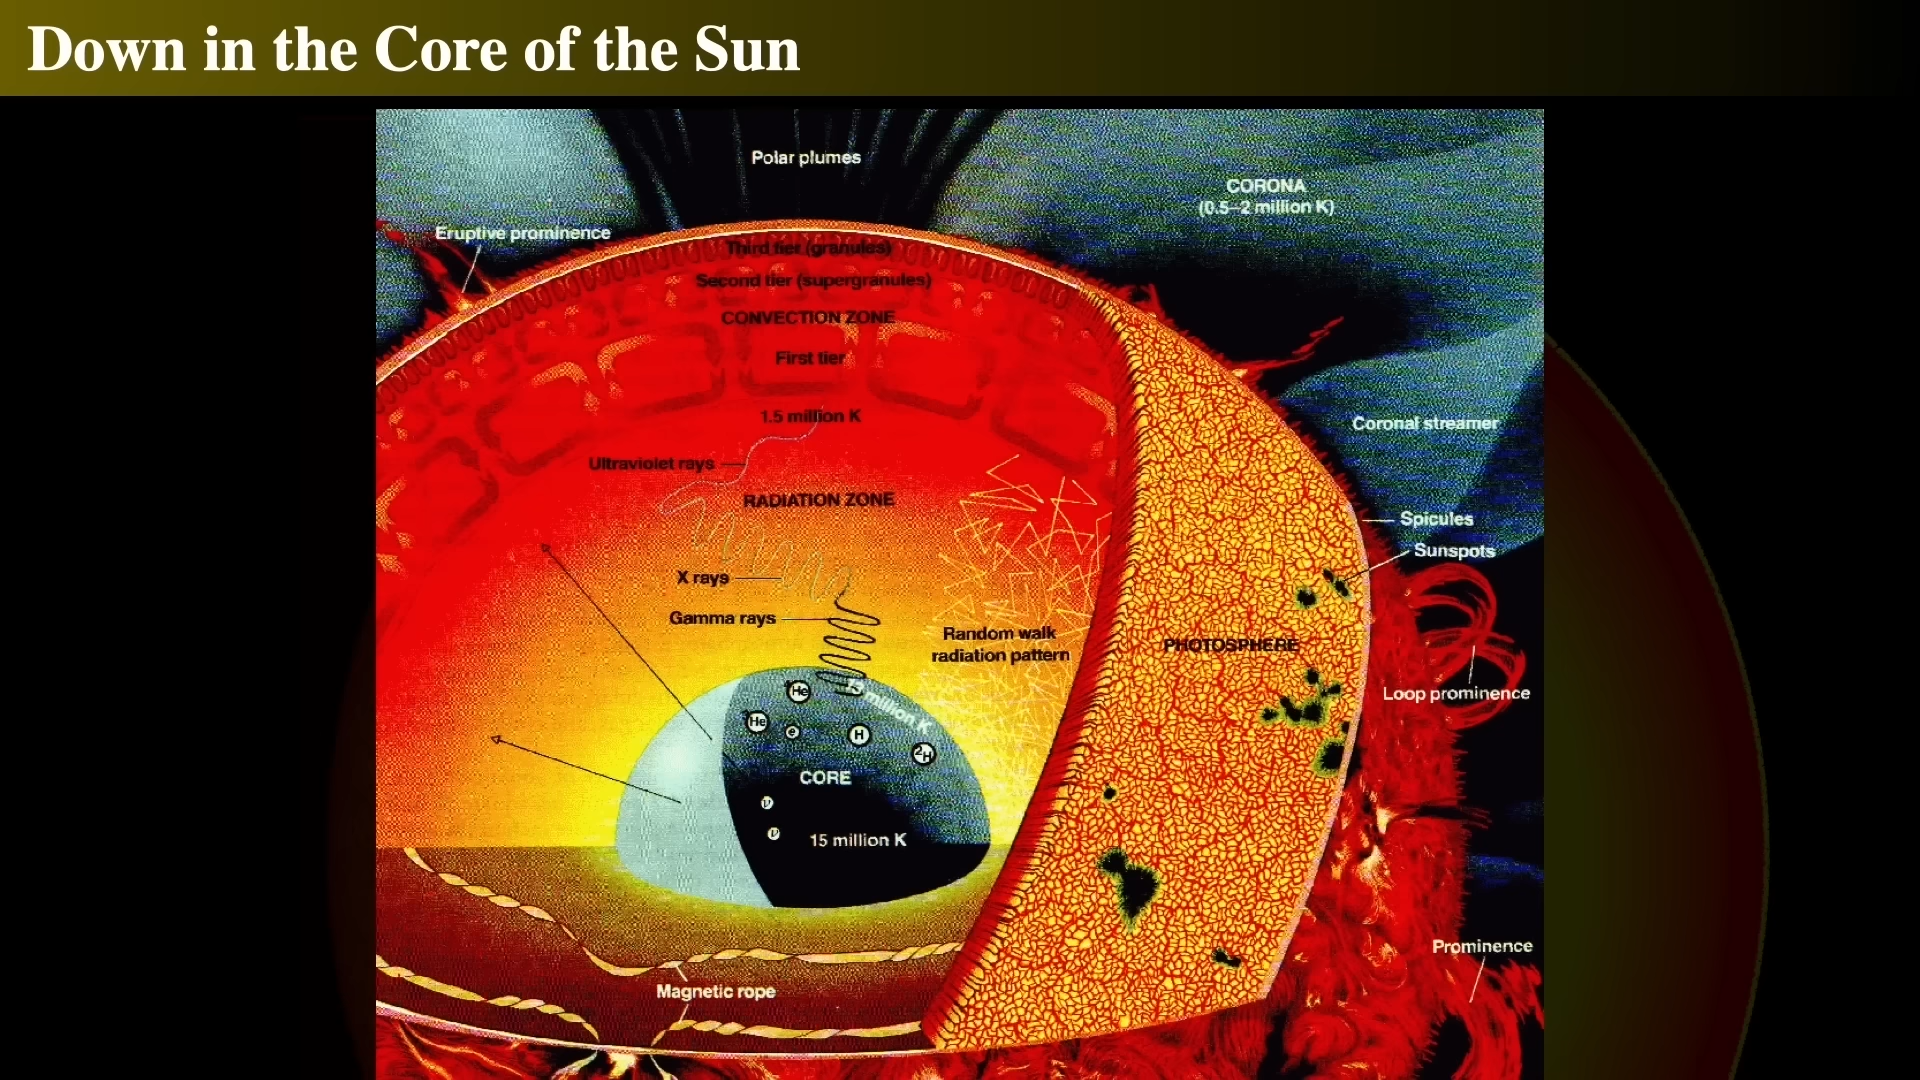 Down in the Core of the Sun
Polar plumes
CORONA
(0.5–2 million K)
Eruptive prominence
Third tier (granules)
Second tier (supergranules)
CONVECTION ZONE
First tier
1.5 million K
Coronal streamer
Ultraviolet rays
RADIATION ZONE
Spicules
Sunspots
X rays
Gamma rays
Random walk
radiation pattern
PHOTOSPHERE
Loop prominence
He
He
e
H
2H
million K
CORE
ν
ν
15 million K
Prominence
Magnetic rope